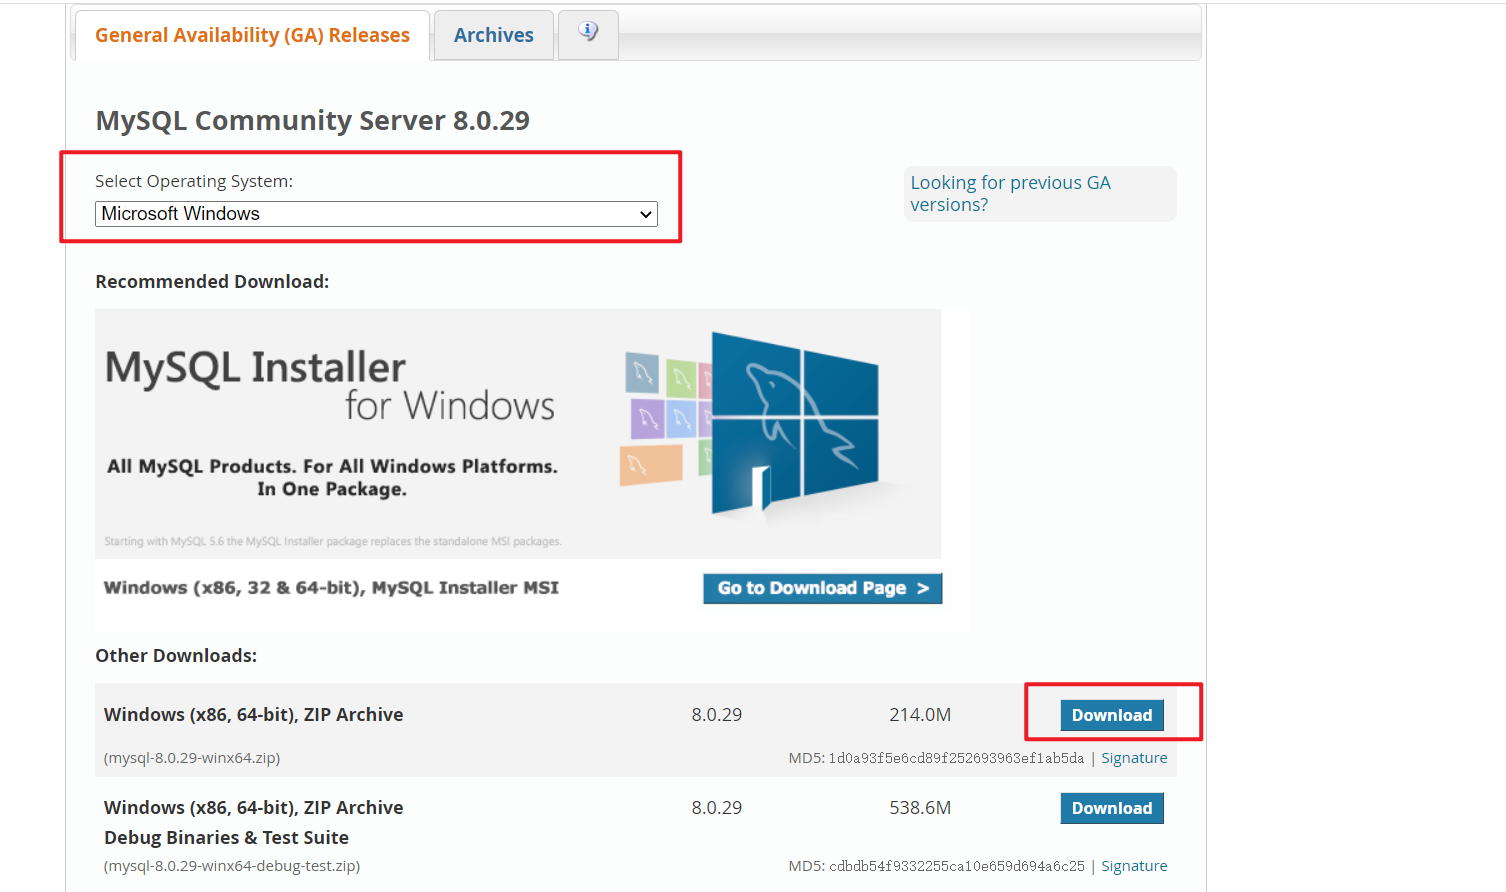 General Availability (GA) Releases
Archives
MySQL Community Server 8.0.29
Select Operating System:
Microsoft Windows
Looking for previous GA
versions?
Recommended Download:
MySQL Installer
for Windows
All MySQL Products. For All Windows Platforms.
In One Package.
Starting with MySQL 5.6 the MySQL Installer package replaces the standalone MSI packages.
Windows (x86, 32 & 64-bit), MySQL Installer MSI
Go to Download Page >
Other Downloads:
Windows (x86, 64-bit), ZIP Archive 8.0.29 214.0M Download
(mysql-8.0.29-winx64.zip) MD5: 1d0a93f5e6cd89f252693963ef1ab5da | Signature
Windows (x86, 64-bit), ZIP Archive 8.0.29 538.6M Download
Debug Binaries & Test Suite
(mysql-8.0.29-winx64-debug-test.zip) MD5: cdbdb54f9332255ca10e659d694a6c25 | Signature